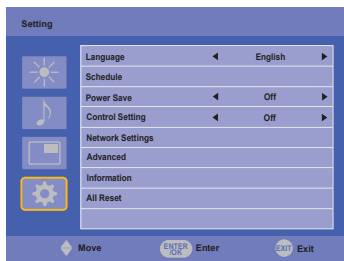 Setting
Language English
Schedule
Power Save Off
Control Setting Off
Network Settings
Advanced
Information
All Reset
Move ENTER /OK Enter EXIT Exit